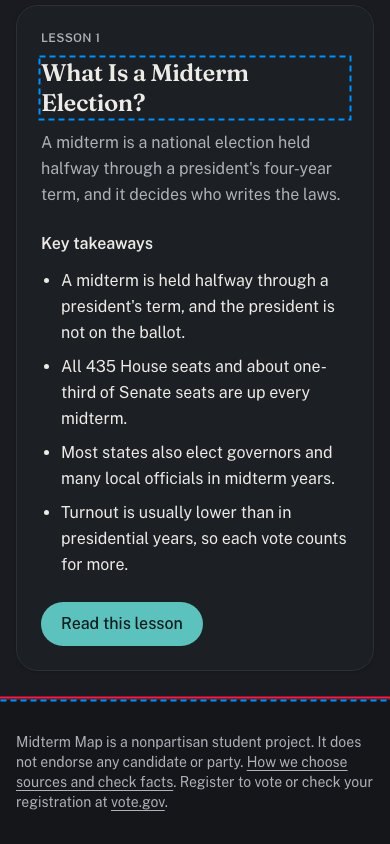 LESSON 1
What Is a Midterm
Election?
A midterm is a national election held
halfway through a president's four-year
term, and it decides who writes the laws.
Key takeaways
• A midterm is held halfway through a
president's term, and the president is
not on the ballot.
• All 435 House seats and about one-
third of Senate seats are up every
midterm.
• Most states also elect governors and
many local officials in midterm years.
• Turnout is usually lower than in
presidential years, so each vote counts
for more.
Read this lesson
Midterm Map is a nonpartisan student project. It does
not endorse any candidate or party. How we choose
sources and check facts. Register to vote or check your
registration at vote.gov.